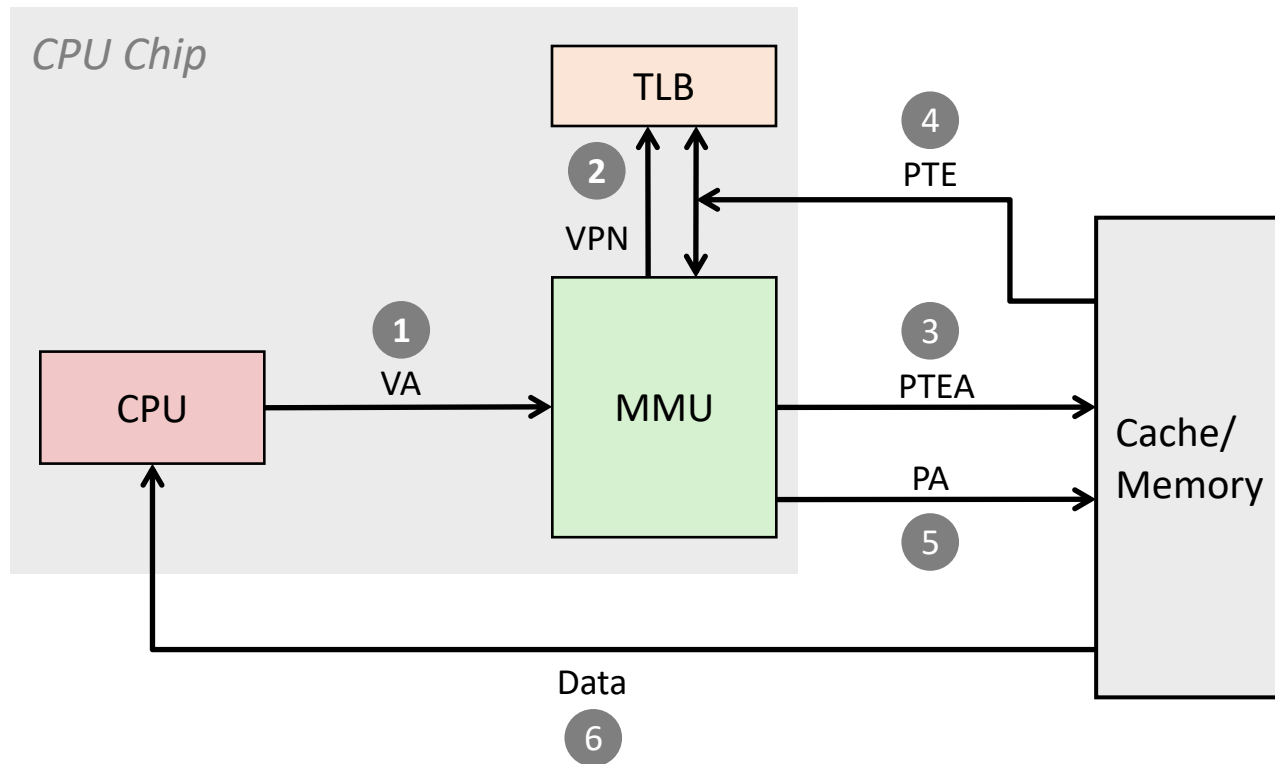 CPU Chip
TLB
4
PTE
2
VPN
1
VA
3
PTEA
CPU
MMU
Cache/
Memory
PA
5
Data
6